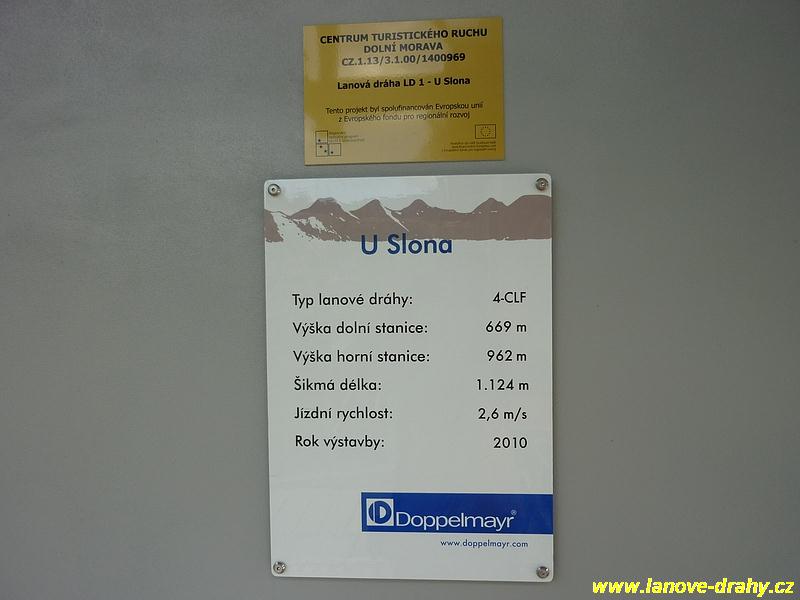 CENTRUM TURISTICKÉHO RUCHU
DOLNÍ MORAVA
CZ.1.13/3.1.00/1400969
Lanová dráha LD 1 - U Slona
Tento projekt byl spolufinancován Evropskou unií
z Evropského fondu pro regionální rozvoj
U Slona
Typ lanové dráhy: 4-CLF
Výška dolní stanice: 669 m
Výška horní stanice: 962 m
Šikmá délka: 1.124 m
Jízdní rychlost: 2,6 m/s
Rok výstavby: 2010
Doppelmayr®
www.doppelmayr.com
www.lanove-drahy.cz